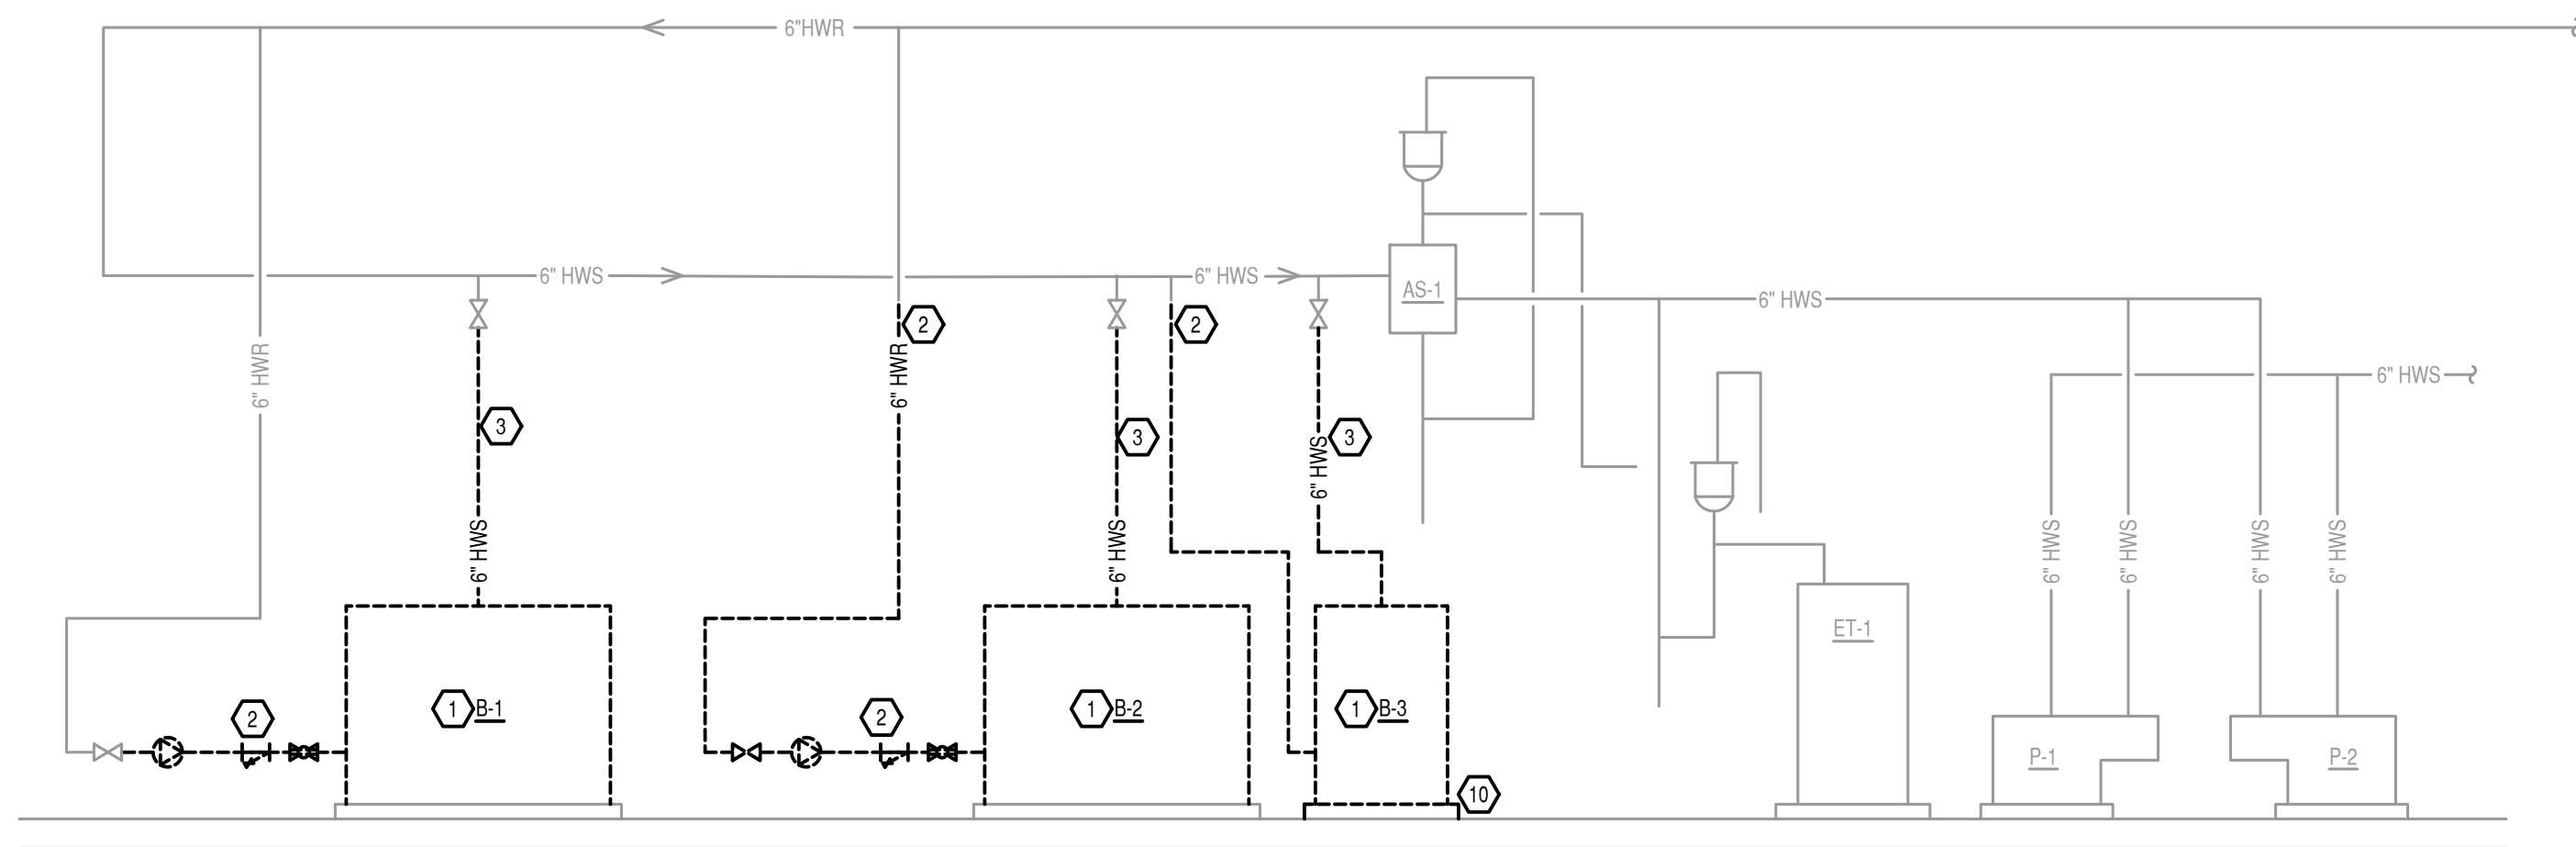 6"HWR
6" HWS
6" HWS
AS-1
6" HWS
2
2
6" HWR
6" HWR
6" HWS
3
3
3
6" HWS
6" HWS
6" HWS
6" HWS
6" HWS
6" HWS
6" HWS
ET-1
2
2
1 B-1
1 B-2
1 B-3
P-1
P-2
10